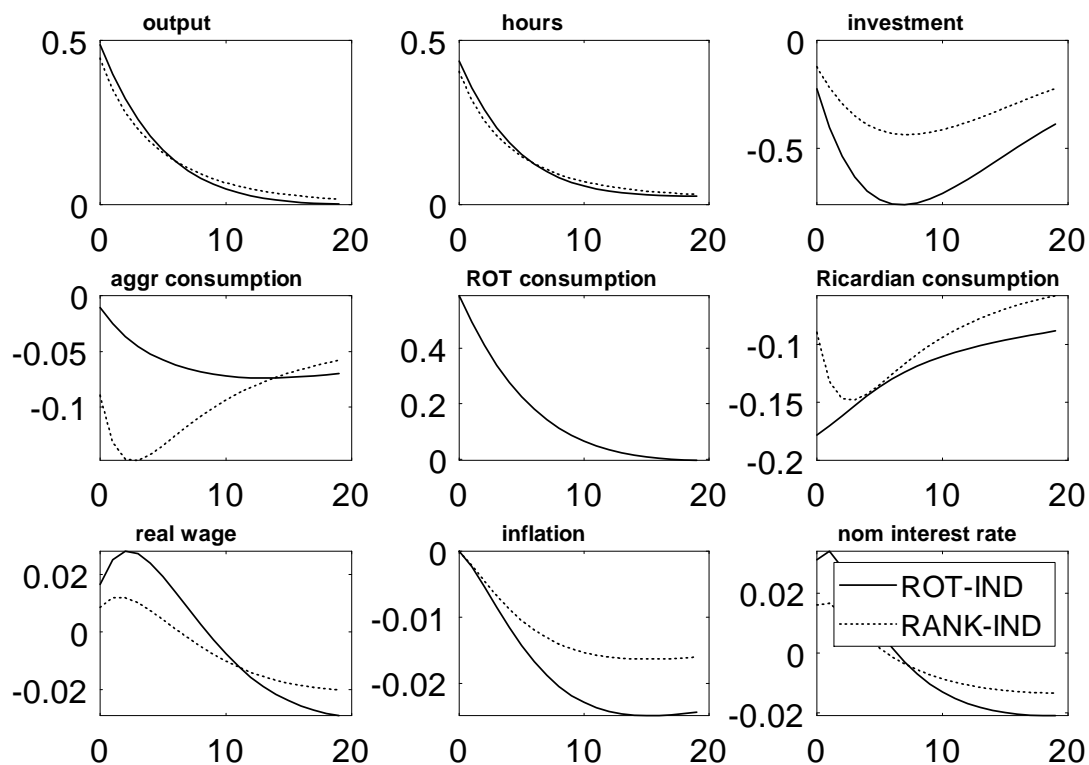 output
hours
investment
0.5
0
0 10 20
0.5
0
0 10 20
0
-0.5
0 10 20
aggr consumption
ROT consumption
Ricardian consumption
0
-0.05
-0.1
0 10 20
0.4
0.2
0
0 10 20
-0.1
-0.15
-0.2
0 10 20
real wage
inflation
nom interest rate
0.02
0
-0.02
0 10 20
0
-0.01
-0.02
0 10 20
0.02
0
-0.02
0 10 20
ROT-IND
RANK-IND